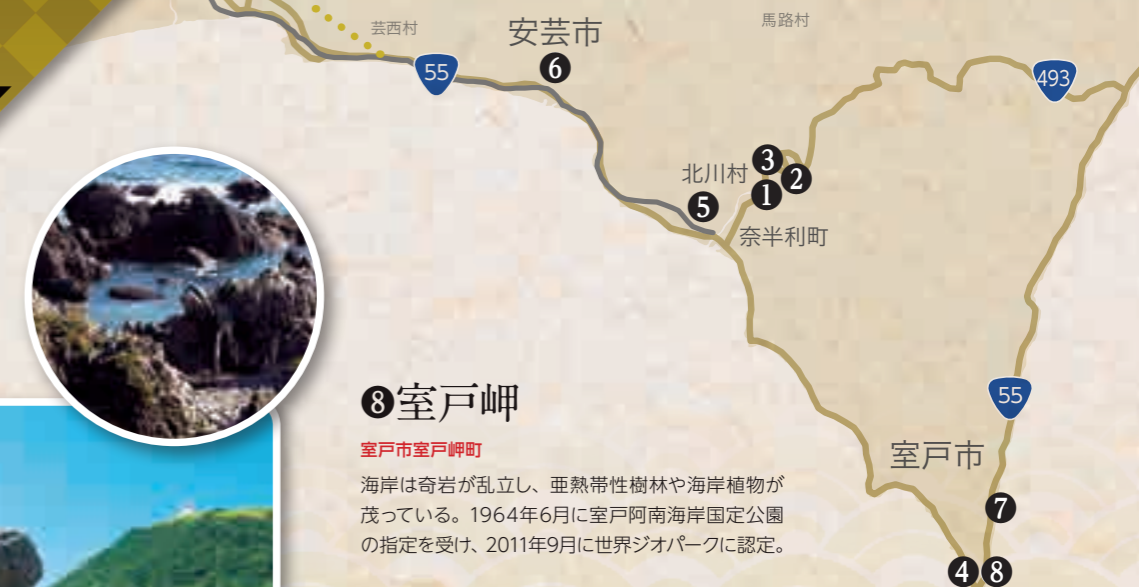 芸西村
安芸市
馬路村
55
❻
493
❸
北川村
❷
❶
❺
奈半利町
❽室戸岬
室戸市室戸岬町
海岸は奇岩が乱立し、亜熱帯性樹林や海岸植物が
茂っている。1964年6月に室戸阿南海岸国定公園
の指定を受け、2011年9月に世界ジオパークに認定。
55
室戸市
❼
❹
❽